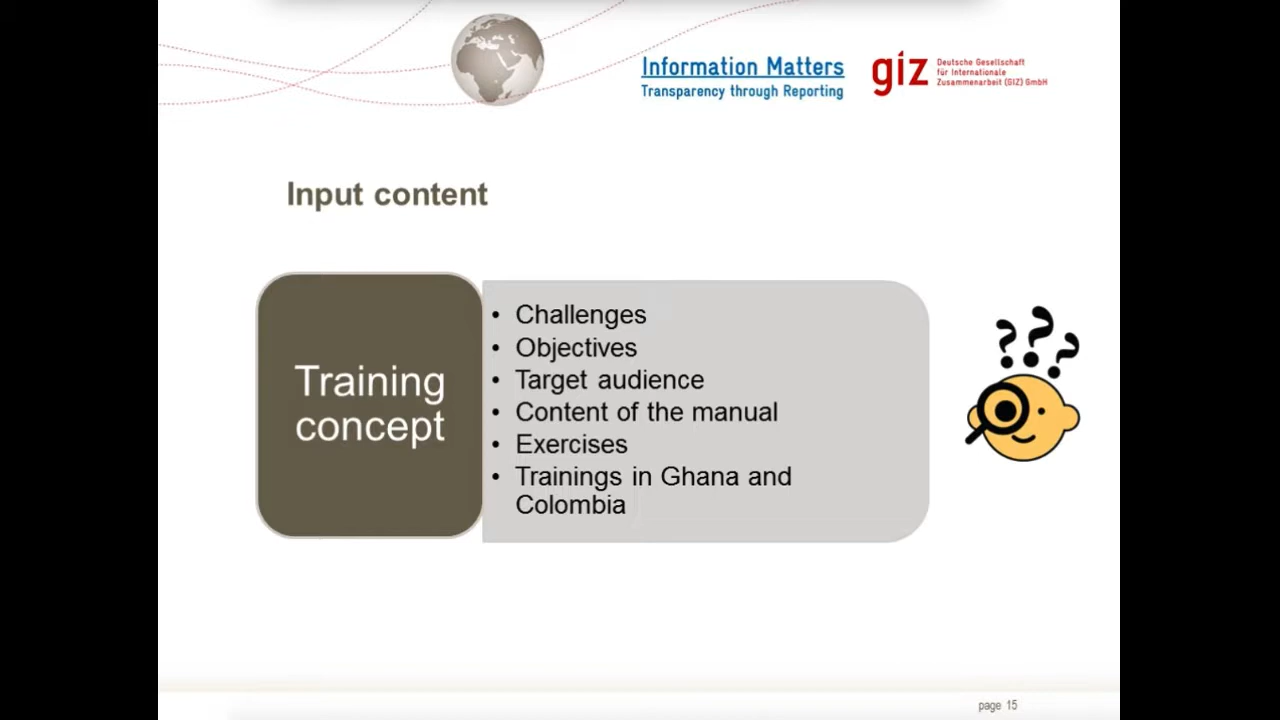 Information Matters
Transparency through Reporting
giz
Deutsche Gesellschaft
für Internationale
Zusammenarbeit (GIZ) GmbH
Input content
Training
concept
• Challenges
• Objectives
• Target audience
• Content of the manual
• Exercises
• Trainings in Ghana and
Colombia
???
page 15